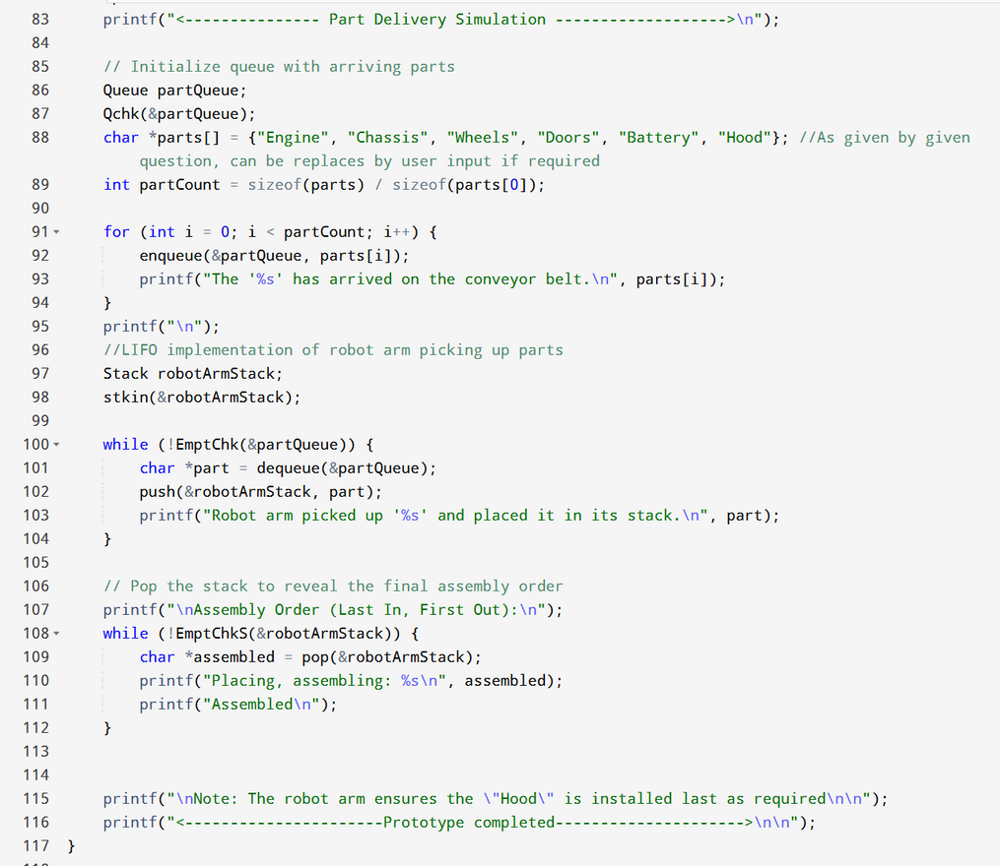 83 printf("<--------------- Part Delivery Simulation ------------------->\n");
84
85 // Initialize queue with arriving parts
86 Queue partQueue;
87 Qchk(&partQueue);
88 char *parts[] = {"Engine", "Chassis", "Wheels", "Doors", "Battery", "Hood"}; //As given by given
question, can be replaces by user input if required
89 int partCount = sizeof(parts) / sizeof(parts[0]);
90
91 for (int i = 0; i < partCount; i++) {
92 enqueue(&partQueue, parts[i]);
93 printf("The '%s' has arrived on the conveyor belt.\n", parts[i]);
94 }
95 printf("\n");
96 //LIFO implementation of robot arm picking up parts
97 Stack robotArmStack;
98 stkin(&robotArmStack);
99
100 while (!EmptChk(&partQueue)) {
101 char *part = dequeue(&partQueue);
102 push(&robotArmStack, part);
103 printf("Robot arm picked up '%s' and placed it in its stack.\n", part);
104 }
105
106 // Pop the stack to reveal the final assembly order
107 printf("\nAssembly Order (Last In, First Out):\n");
108 while (!EmptChkS(&robotArmStack)) {
109 char *assembled = pop(&robotArmStack);
110 printf("Placing, assembling: %s\n", assembled);
111 printf("Assembled\n");
112 }
113
114
115 printf("\nNote: The robot arm ensures the \"Hood\" is installed last as required\n\n");
116 printf("<----------------------Prototype completed--------------------->\n\n");
117 }